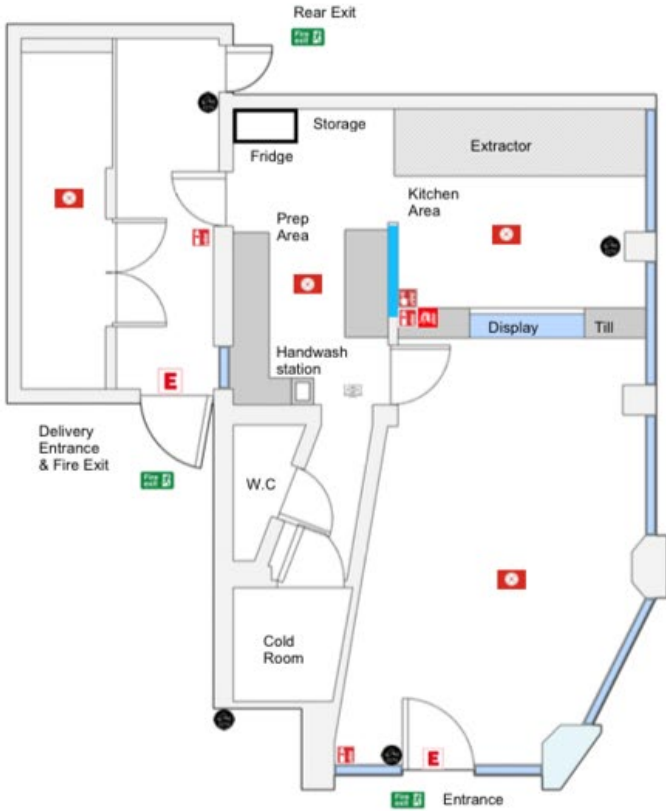 Rear Exit
Fire
exit
Storage
Extractor
Fridge
Kitchen
Area
Prep
Area
Display
Till
Handwash
station
E
Delivery
Entrance
& Fire Exit
Fire
exit
W.C
Cold
Room
E
Fire
exit
Entrance